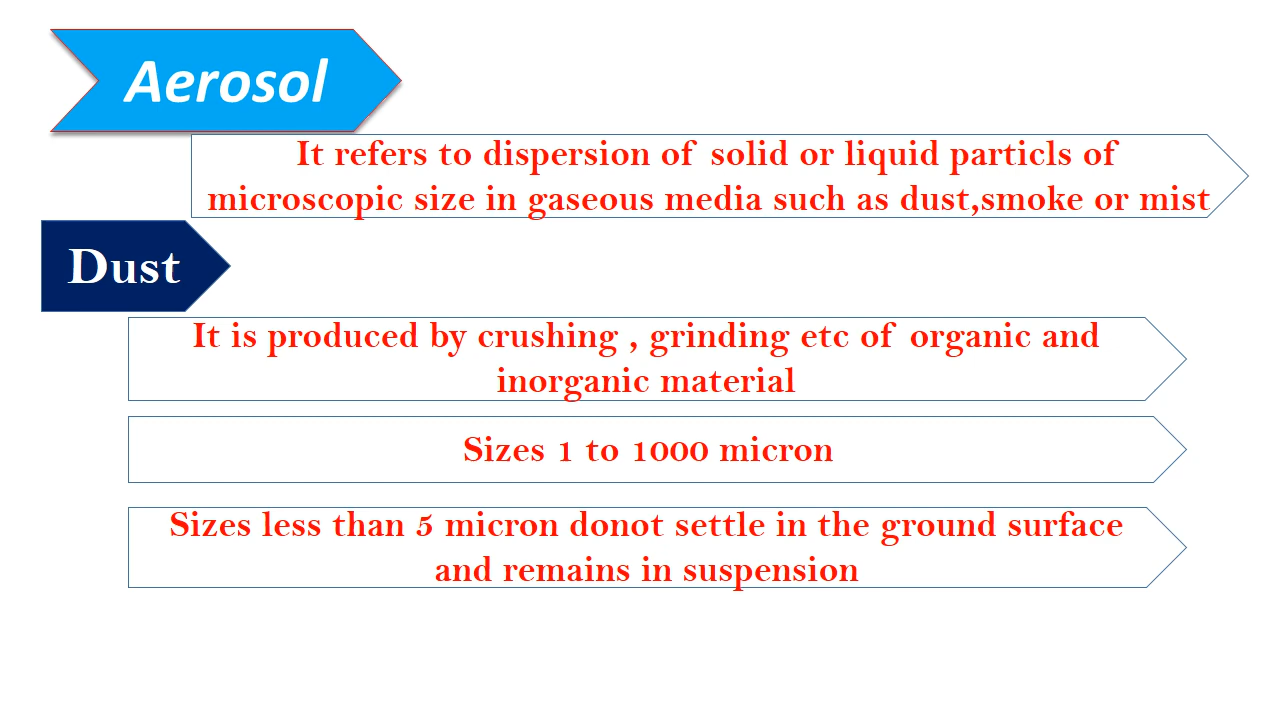 Aerosol
It refers to dispersion of solid or liquid particls of
microscopic size in gaseous media such as dust,smoke or mist
Dust
It is produced by crushing , grinding etc of organic and
inorganic material
Sizes 1 to 1000 micron
Sizes less than 5 micron donot settle in the ground surface
and remains in suspension